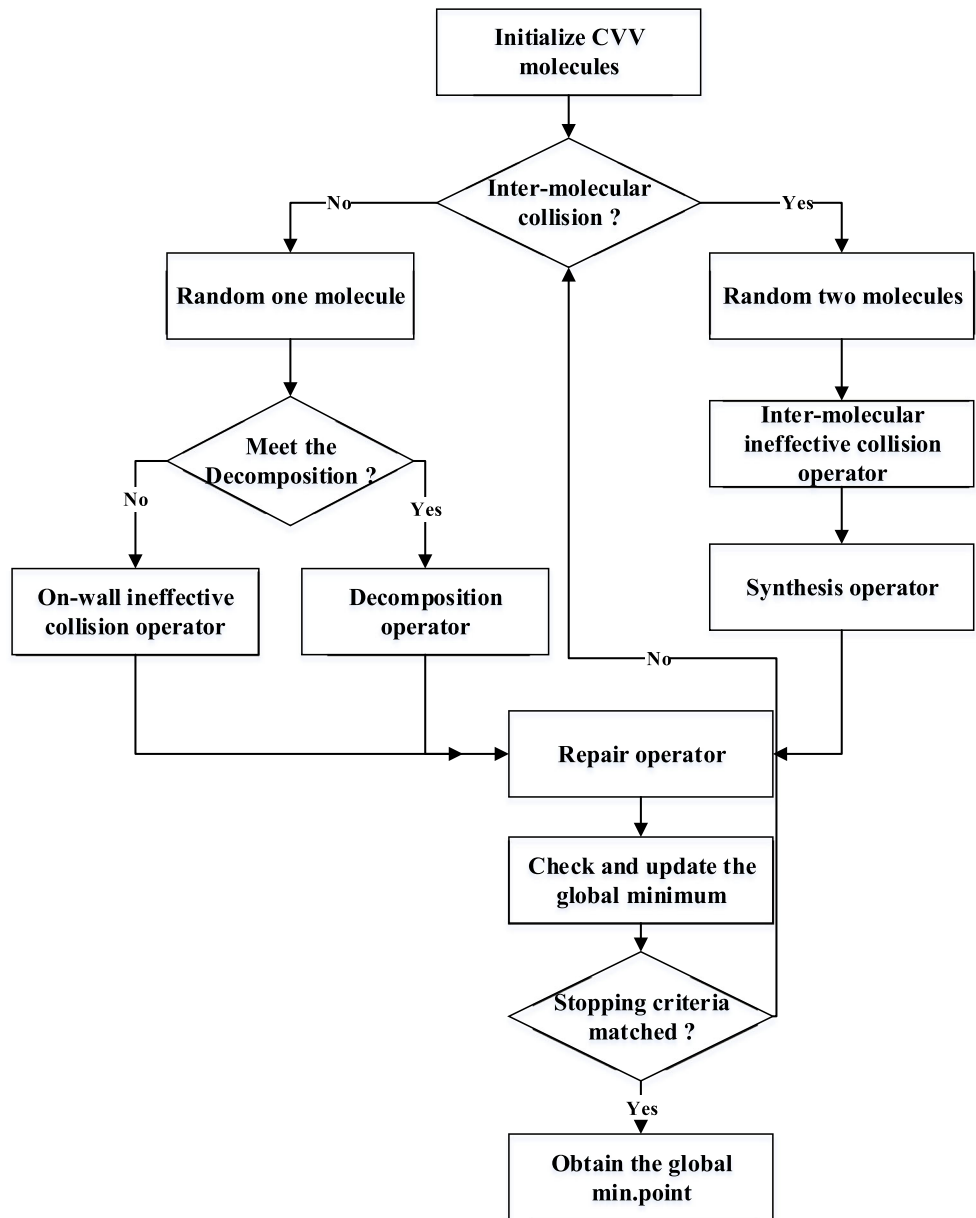 Initialize CVV
molecules
Inter-molecular
collision ?
No
Yes
Random one molecule
Random two molecules
Meet the
Decomposition ?
Inter-molecular
ineffective collision
operator
No
Yes
On-wall ineffective
collision operator
Decomposition
operator
Synthesis operator
No
Repair operator
Check and update the
global minimum
Stopping criteria
matched ?
Yes
Obtain the global
min.point